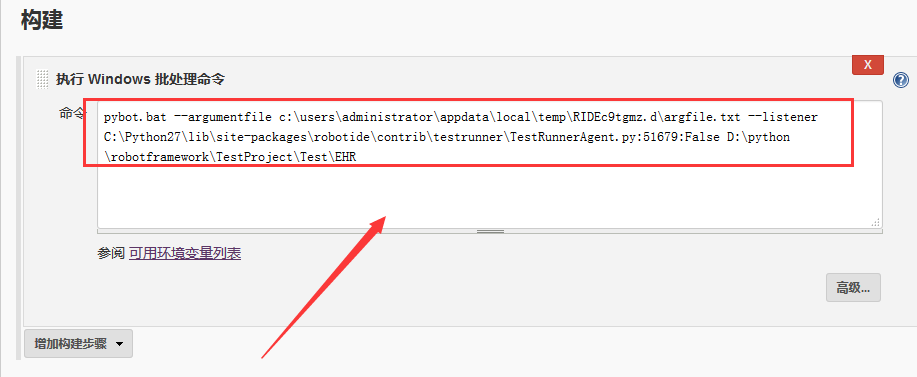 构建
执行 Windows 批处理命令
X
命令
pybot.bat --argumentfile c:\users\administrator\appdata\local\temp\RIDEc9tgmz.d\argfile.txt --listener
C:\Python27\lib\site-packages\robotide\contrib\testrunner\TestRunnerAgent.py:51679:False D:\python
\robotframework\TestProject\Test\EHR
参阅 可用环境变量列表
高级...
增加构建步骤